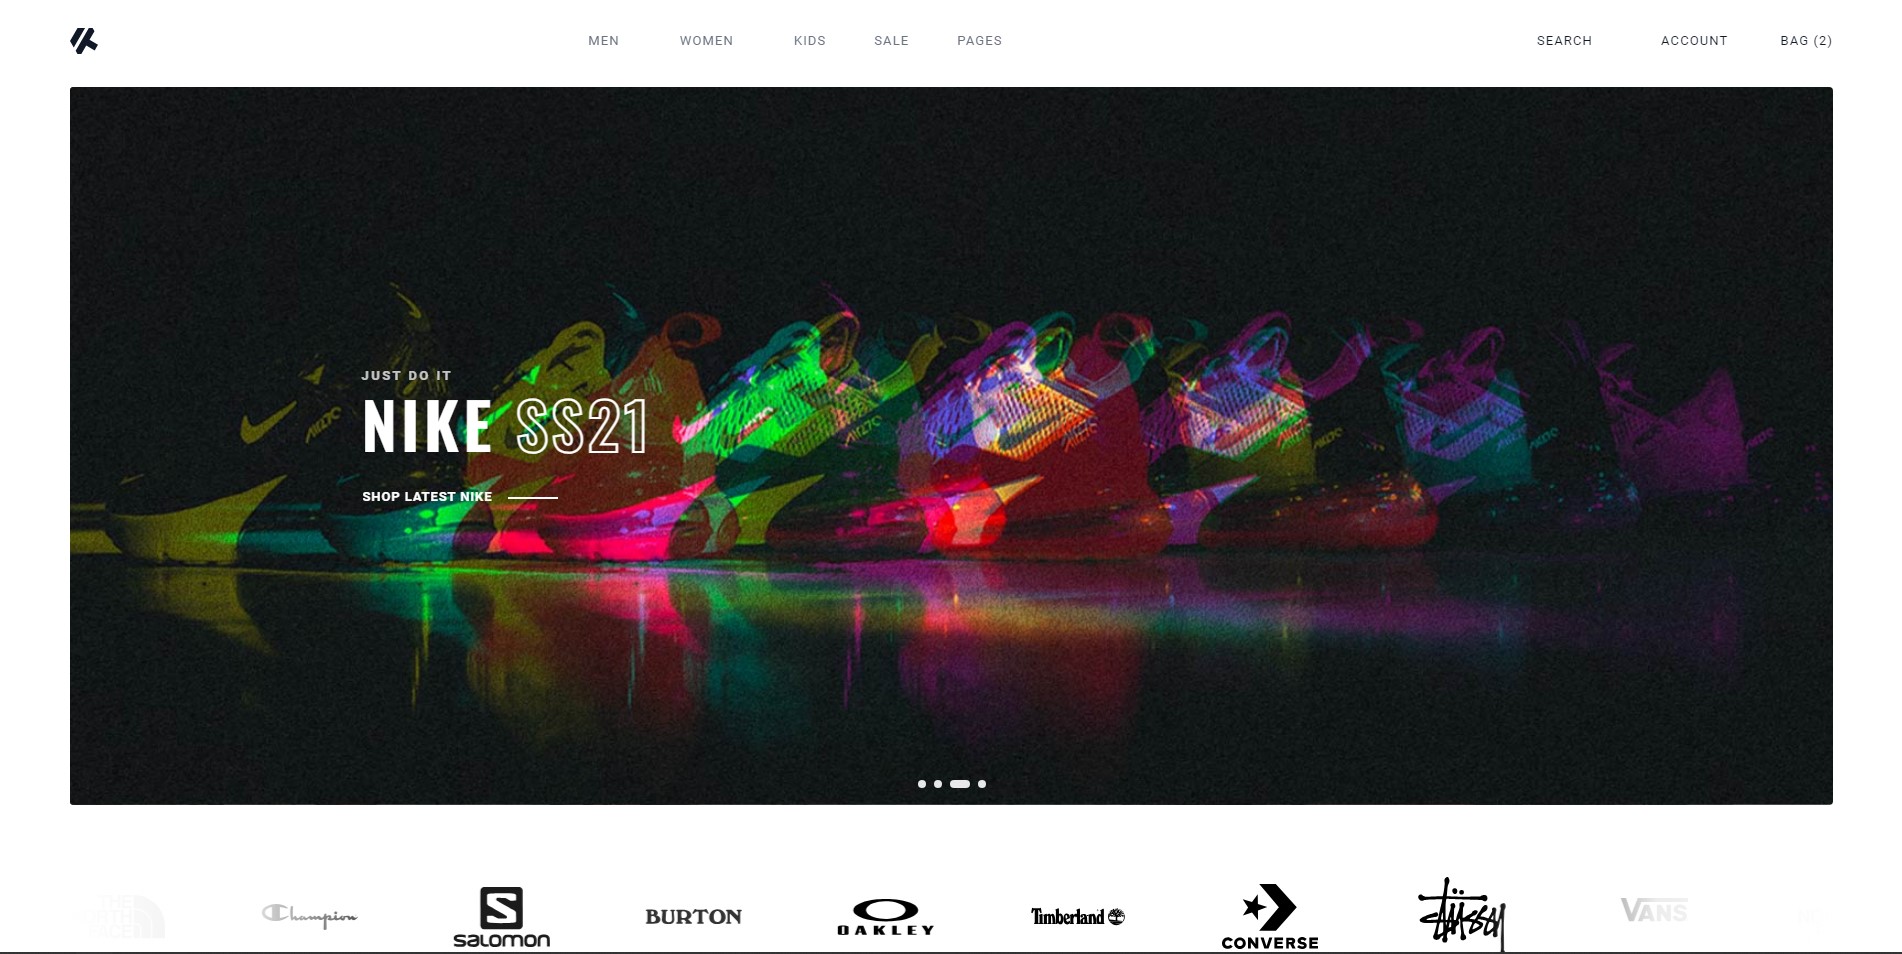 MEN WOMEN KIDS SALE PAGES SEARCH ACCOUNT BAG (2)
JUST DO IT
NIKE SS21
SHOP LATEST NIKE
THE NORTH FACE
Champion
SALOMON
BURTON
OAKLEY
Timberland
CONVERSE
Stüssy
VANS